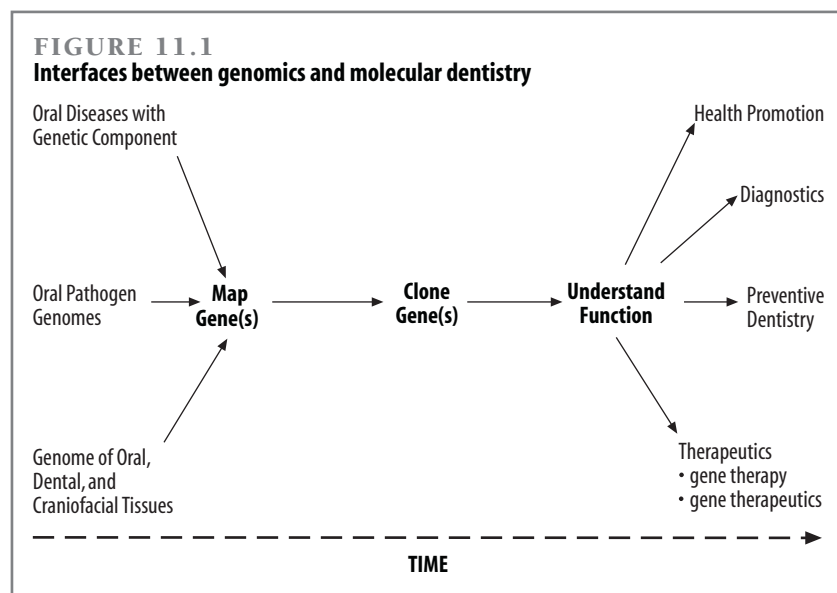 FIGURE 11.1
Interfaces between genomics and molecular dentistry
Oral Diseases with
Genetic Component
Oral Pathogen
Genomes
Genome of Oral,
Dental, and
Craniofacial Tissues
Map
Gene(s)
Clone
Gene(s)
Understand
Function
Health Promotion
Diagnostics
Preventive
Dentistry
Therapeutics
• gene therapy
• gene therapeutics
TIME